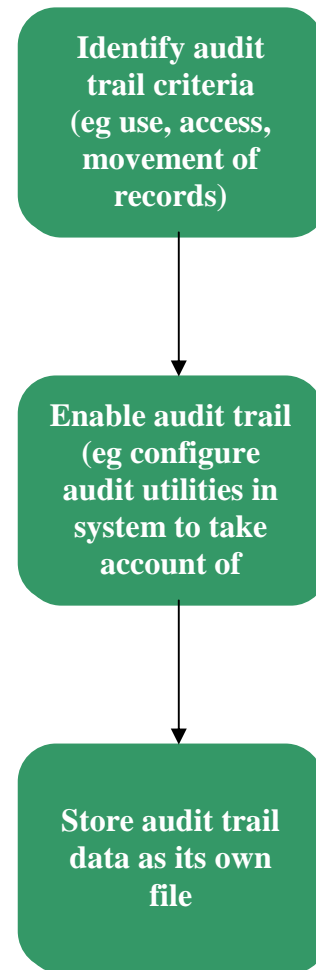 Identify audit
trail criteria
(eg use, access,
movement of
records)
Enable audit trail
(eg configure
audit utilities in
system to take
account of
Store audit trail
data as its own
file